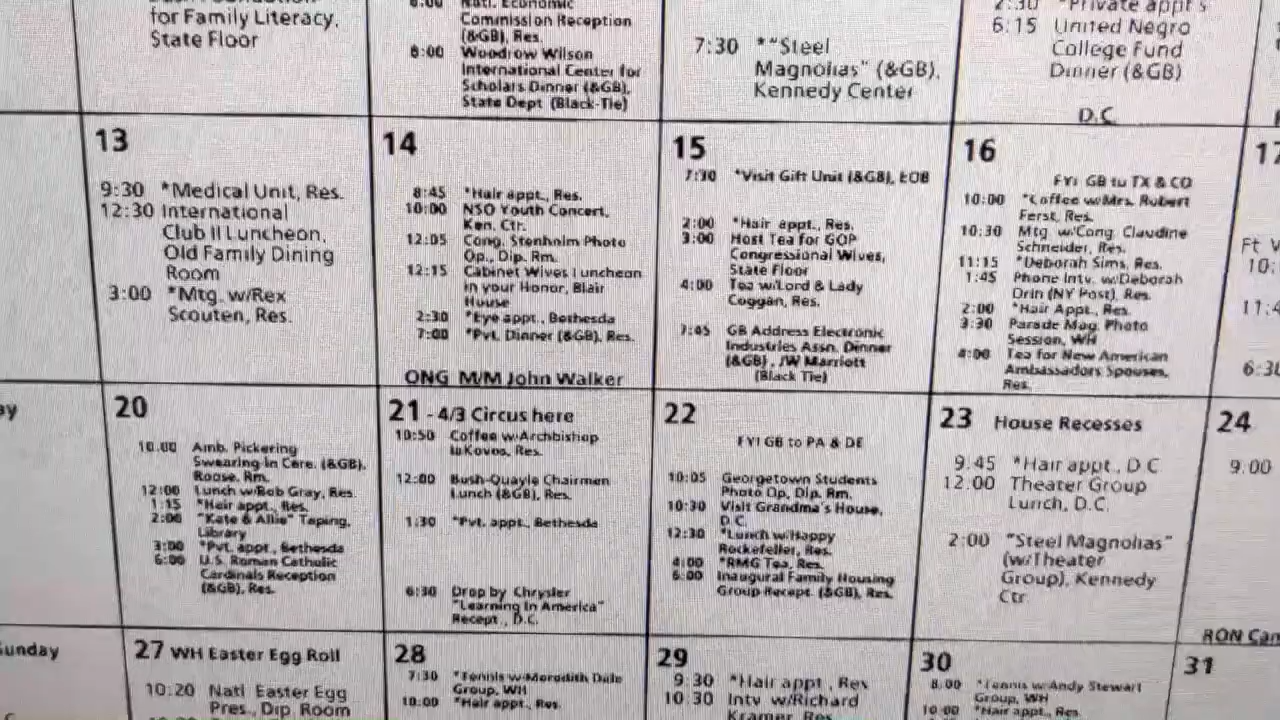 for Family Literacy,
State Floor
Commission Reception
(&GB), Res.
8:00 Woodrow Wilson
International Center for
Scholars Dinner (&GB),
State Dept (Black-Tie)
7:30 *"Steel
Magnolias" (&GB),
Kennedy Center
2:30 *Private appt's
6:15 United Negro
College Fund
Dinner (&GB)
D.C.
13
9:30 *Medical Unit, Res.
12:30 International
Club II Luncheon,
Old Family Dining
Room
3:00 *Mtg. w/Rex
Scouten, Res.
14
8:45 *Hair appt., Res.
10:00 NSO Youth Concert,
Ken. Ctr.
12:05 Cong. Stenholm Photo
Op., Dip. Rm.
12:15 Cabinet Wives Luncheon
in your Honor, Blair
House
2:30 *Eye appt., Bethesda
7:00 *Pvt. Dinner (&GB), Res.
ONG M/M John Walker
15
7:30 *Visit Gift Unit (&GB), EOB
2:00 *Hair appt., Res.
3:00 Host Tea for GOP
Congressional Wives,
State Floor
4:00 Tea w/Lord & Lady
Coggan, Res.
7:45 GB Address Electronic
Industries Assn. Dinner
(&GB), JW Marriott
(Black Tie)
16
FYI GB to TX & CO
10:00 *Coffee w/Mrs. Robert
Ferst, Res.
10:30 Mtg. w/Cong. Claudine
Schneider, Res.
11:15 *Deborah Sims, Res.
1:45 Phone Intv. w/Deborah
Orin (NY Post), Res.
2:00 *Hair Appt., Res.
3:30 Parade Mag. Photo
Session, WH
4:00 Tea for New American
Ambassadors Spouses,
Res.
17
20
10:00 Amb. Pickering
Swearing-In Cere. (&GB),
Roose. Rm.
12:00 Lunch w/Bob Gray, Res.
1:15 *Hair appt., Res.
2:00 "Kate & Allie" Taping,
Library
3:00 *Pvt. appt., Bethesda
6:00 U.S. Roman Catholic
Cardinals Reception
(&GB), Res.
21 - 4/3 Circus here
10:50 Coffee w/Archbishop
Iakovos, Res.
12:00 Bush-Quayle Chairmen
Lunch (&GB), Res.
1:30 *Pvt. appt., Bethesda
6:30 Drop by Chrysler
"Learning In America"
Recept., D.C.
22
FYI GB to PA & DE
10:05 Georgetown Students
Photo Op, Dip. Rm.
10:30 Visit Grandma's House,
D.C.
12:30 *Lunch w/Happy
Rockefeller, Res.
4:00 *RMG Tea, Res.
6:00 Inaugural Family Housing
Group Recept. (&GB), Res.
23 House Recesses
9:45 *Hair appt., D.C.
12:00 Theater Group
Lunch, D.C.
2:00 "Steel Magnolias"
(w/Theater
Group), Kennedy
Ctr.
24
9:00
RON Cam
Sunday
27 WH Easter Egg Roll
10:20 Natl Easter Egg
Pres., Dip. Room
28
7:30 *Tennis w/Meredith Dale
Group, WH
10:00 *Hair appt., Res.
29
9:30 *Hair appt., Res.
10:30 Intv. w/Richard
Kramer, Res.
30
8:00 *Tennis w/Andy Stewart
Group, WH
10:00 *Hair appt., Res.
31